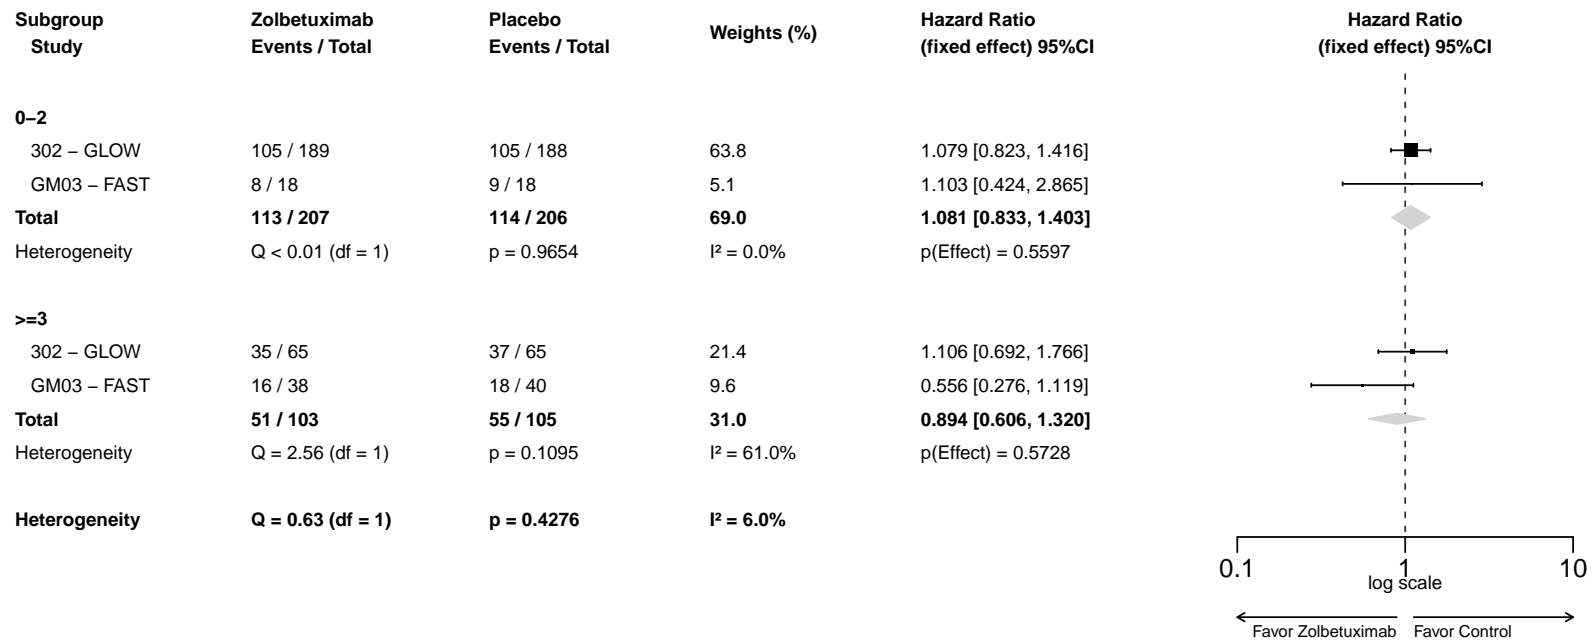 Subgroup Zolbetuximab Placebo Weights (%) Hazard Ratio Hazard Ratio
Study Events / Total Events / Total (fixed effect) 95%CI (fixed effect) 95%CI
0–2
302 – GLOW 105 / 189 105 / 188 63.8 1.079 [0.823, 1.416]
GM03 – FAST 8 / 18 9 / 18 5.1 1.103 [0.424, 2.865]
Total 113 / 207 114 / 206 69.0 1.081 [0.833, 1.403]
Heterogeneity Q < 0.01 (df = 1) p = 0.9654 I² = 0.0% p(Effect) = 0.5597
>=3
302 – GLOW 35 / 65 37 / 65 21.4 1.106 [0.692, 1.766]
GM03 – FAST 16 / 38 18 / 40 9.6 0.556 [0.276, 1.119]
Total 51 / 103 55 / 105 31.0 0.894 [0.606, 1.320]
Heterogeneity Q = 2.56 (df = 1) p = 0.1095 I² = 61.0% p(Effect) = 0.5728
Heterogeneity Q = 0.63 (df = 1) p = 0.4276 I² = 6.0%
0.1 1 10
log scale
Favor Zolbetuximab Favor Control